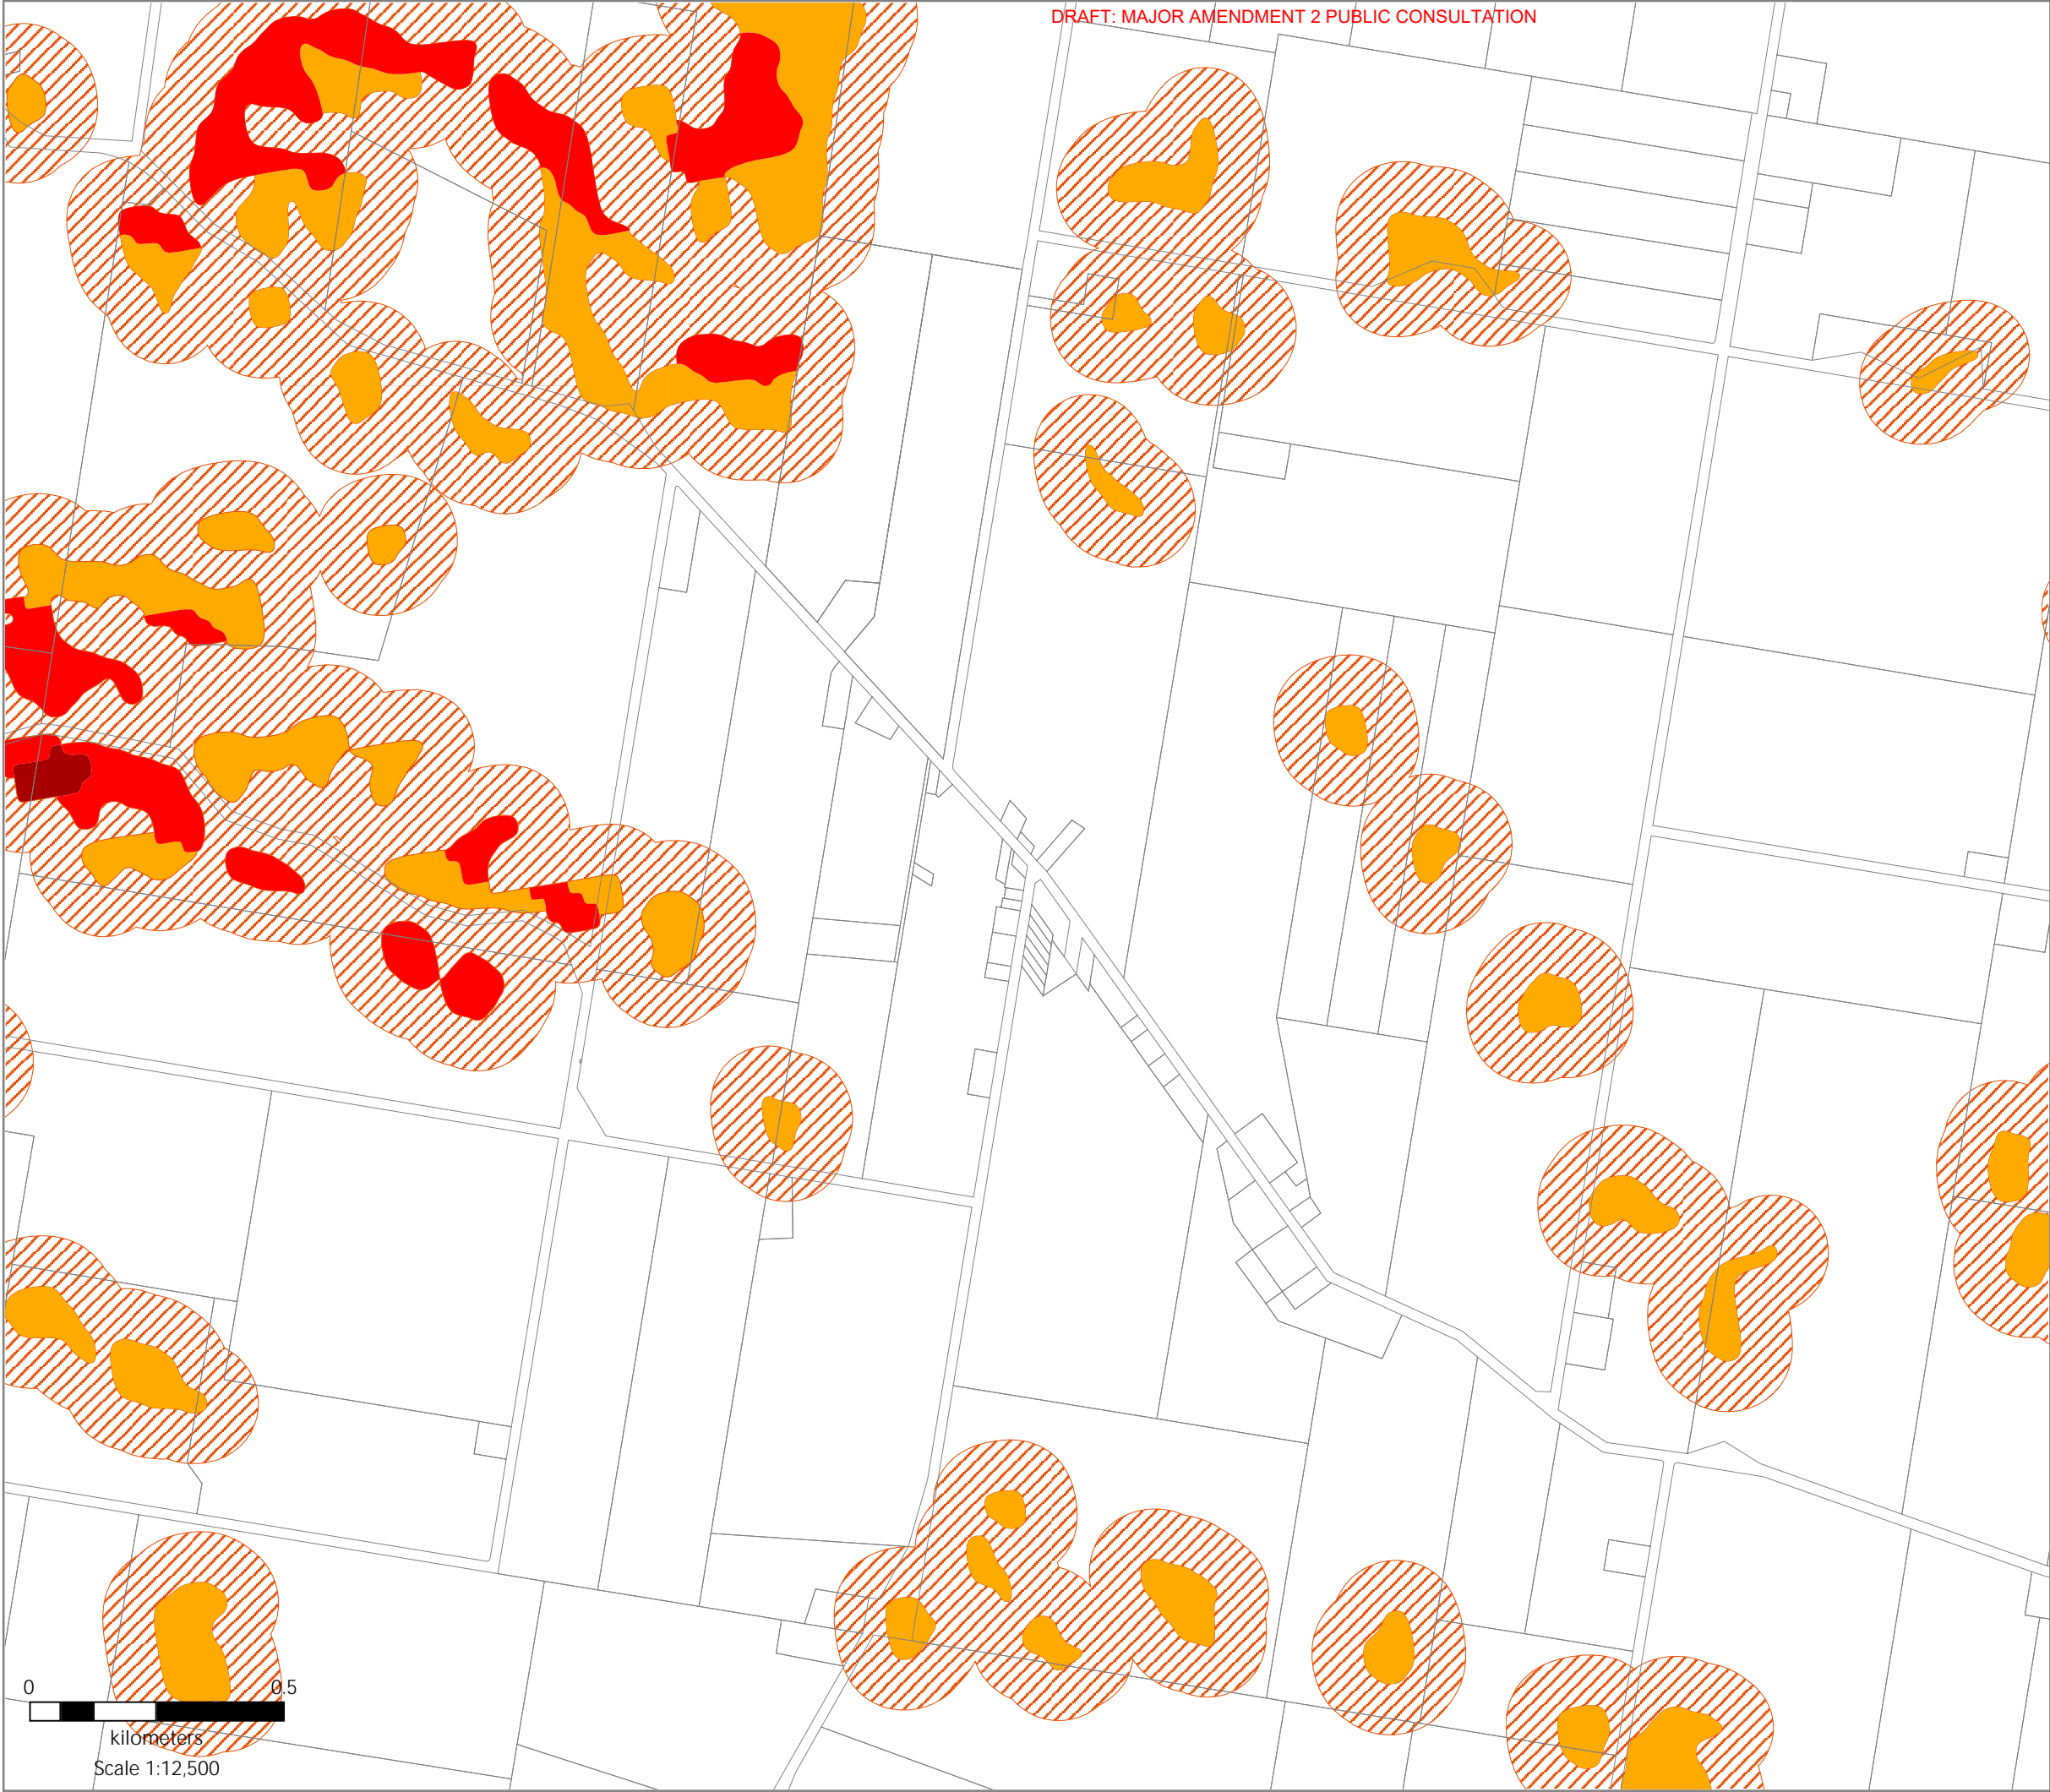 DRAFT: MAJOR AMENDMENT 2 PUBLIC CONSULTATION
0 0.5
kilometers
Scale 1:12,500